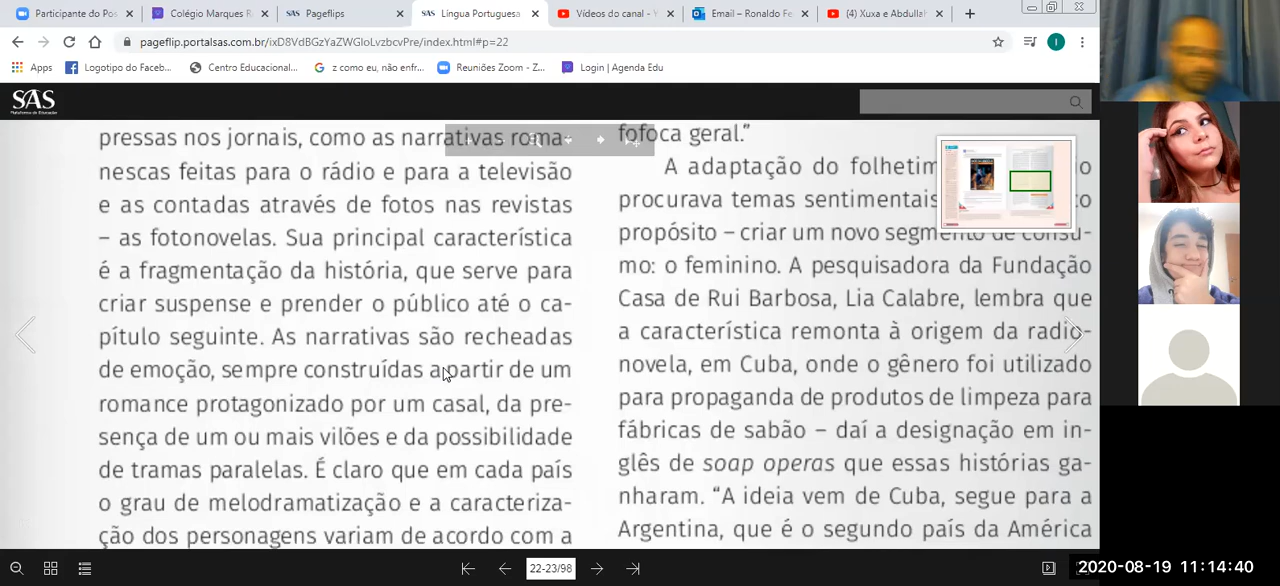 Participante do Pos
Colégio Marques R
Pageflips
Língua Portuguesa
Vídeos do canal - Y
Email – Ronaldo Fe
(4) Xuxa e Abdullah
pageflip.portalsas.com.br/ixD8VdBGzYaZWGIoLvzbcvPre/index.html#p=22
I
Apps
Logotipo do Faceb...
Centro Educacional...
z como eu, não enfr...
Reuniões Zoom - Z...
Login | Agenda Edu
SAS
Plataforma de Educação
pressas nos jornais, como as narrativas roma-
nescas feitas para o rádio e para a televisão
e as contadas através de fotos nas revistas
– as fotonovelas. Sua principal característica
é a fragmentação da história, que serve para
criar suspense e prender o público até o ca-
pítulo seguinte. As narrativas são recheadas
de emoção, sempre construídas a partir de um
romance protagonizado por um casal, da pre-
sença de um ou mais vilões e da possibilidade
de tramas paralelas. É claro que em cada país
o grau de melodramatização e a caracteriza-
ção dos personagens variam de acordo com a
fofoca geral.”
A adaptação do folhetim
procurava temas sentimentais
propósito – criar um novo segmento de consu-
mo: o feminino. A pesquisadora da Fundação
Casa de Rui Barbosa, Lia Calabre, lembra que
a característica remonta à origem da radio-
novela, em Cuba, onde o gênero foi utilizado
para propaganda de produtos de limpeza para
fábricas de sabão – daí a designação em in-
glês de soap operas que essas histórias ga-
nharam. “A ideia vem de Cuba, segue para a
Argentina, que é o segundo país da América
22-23/98
2020-08-19 11:14:40